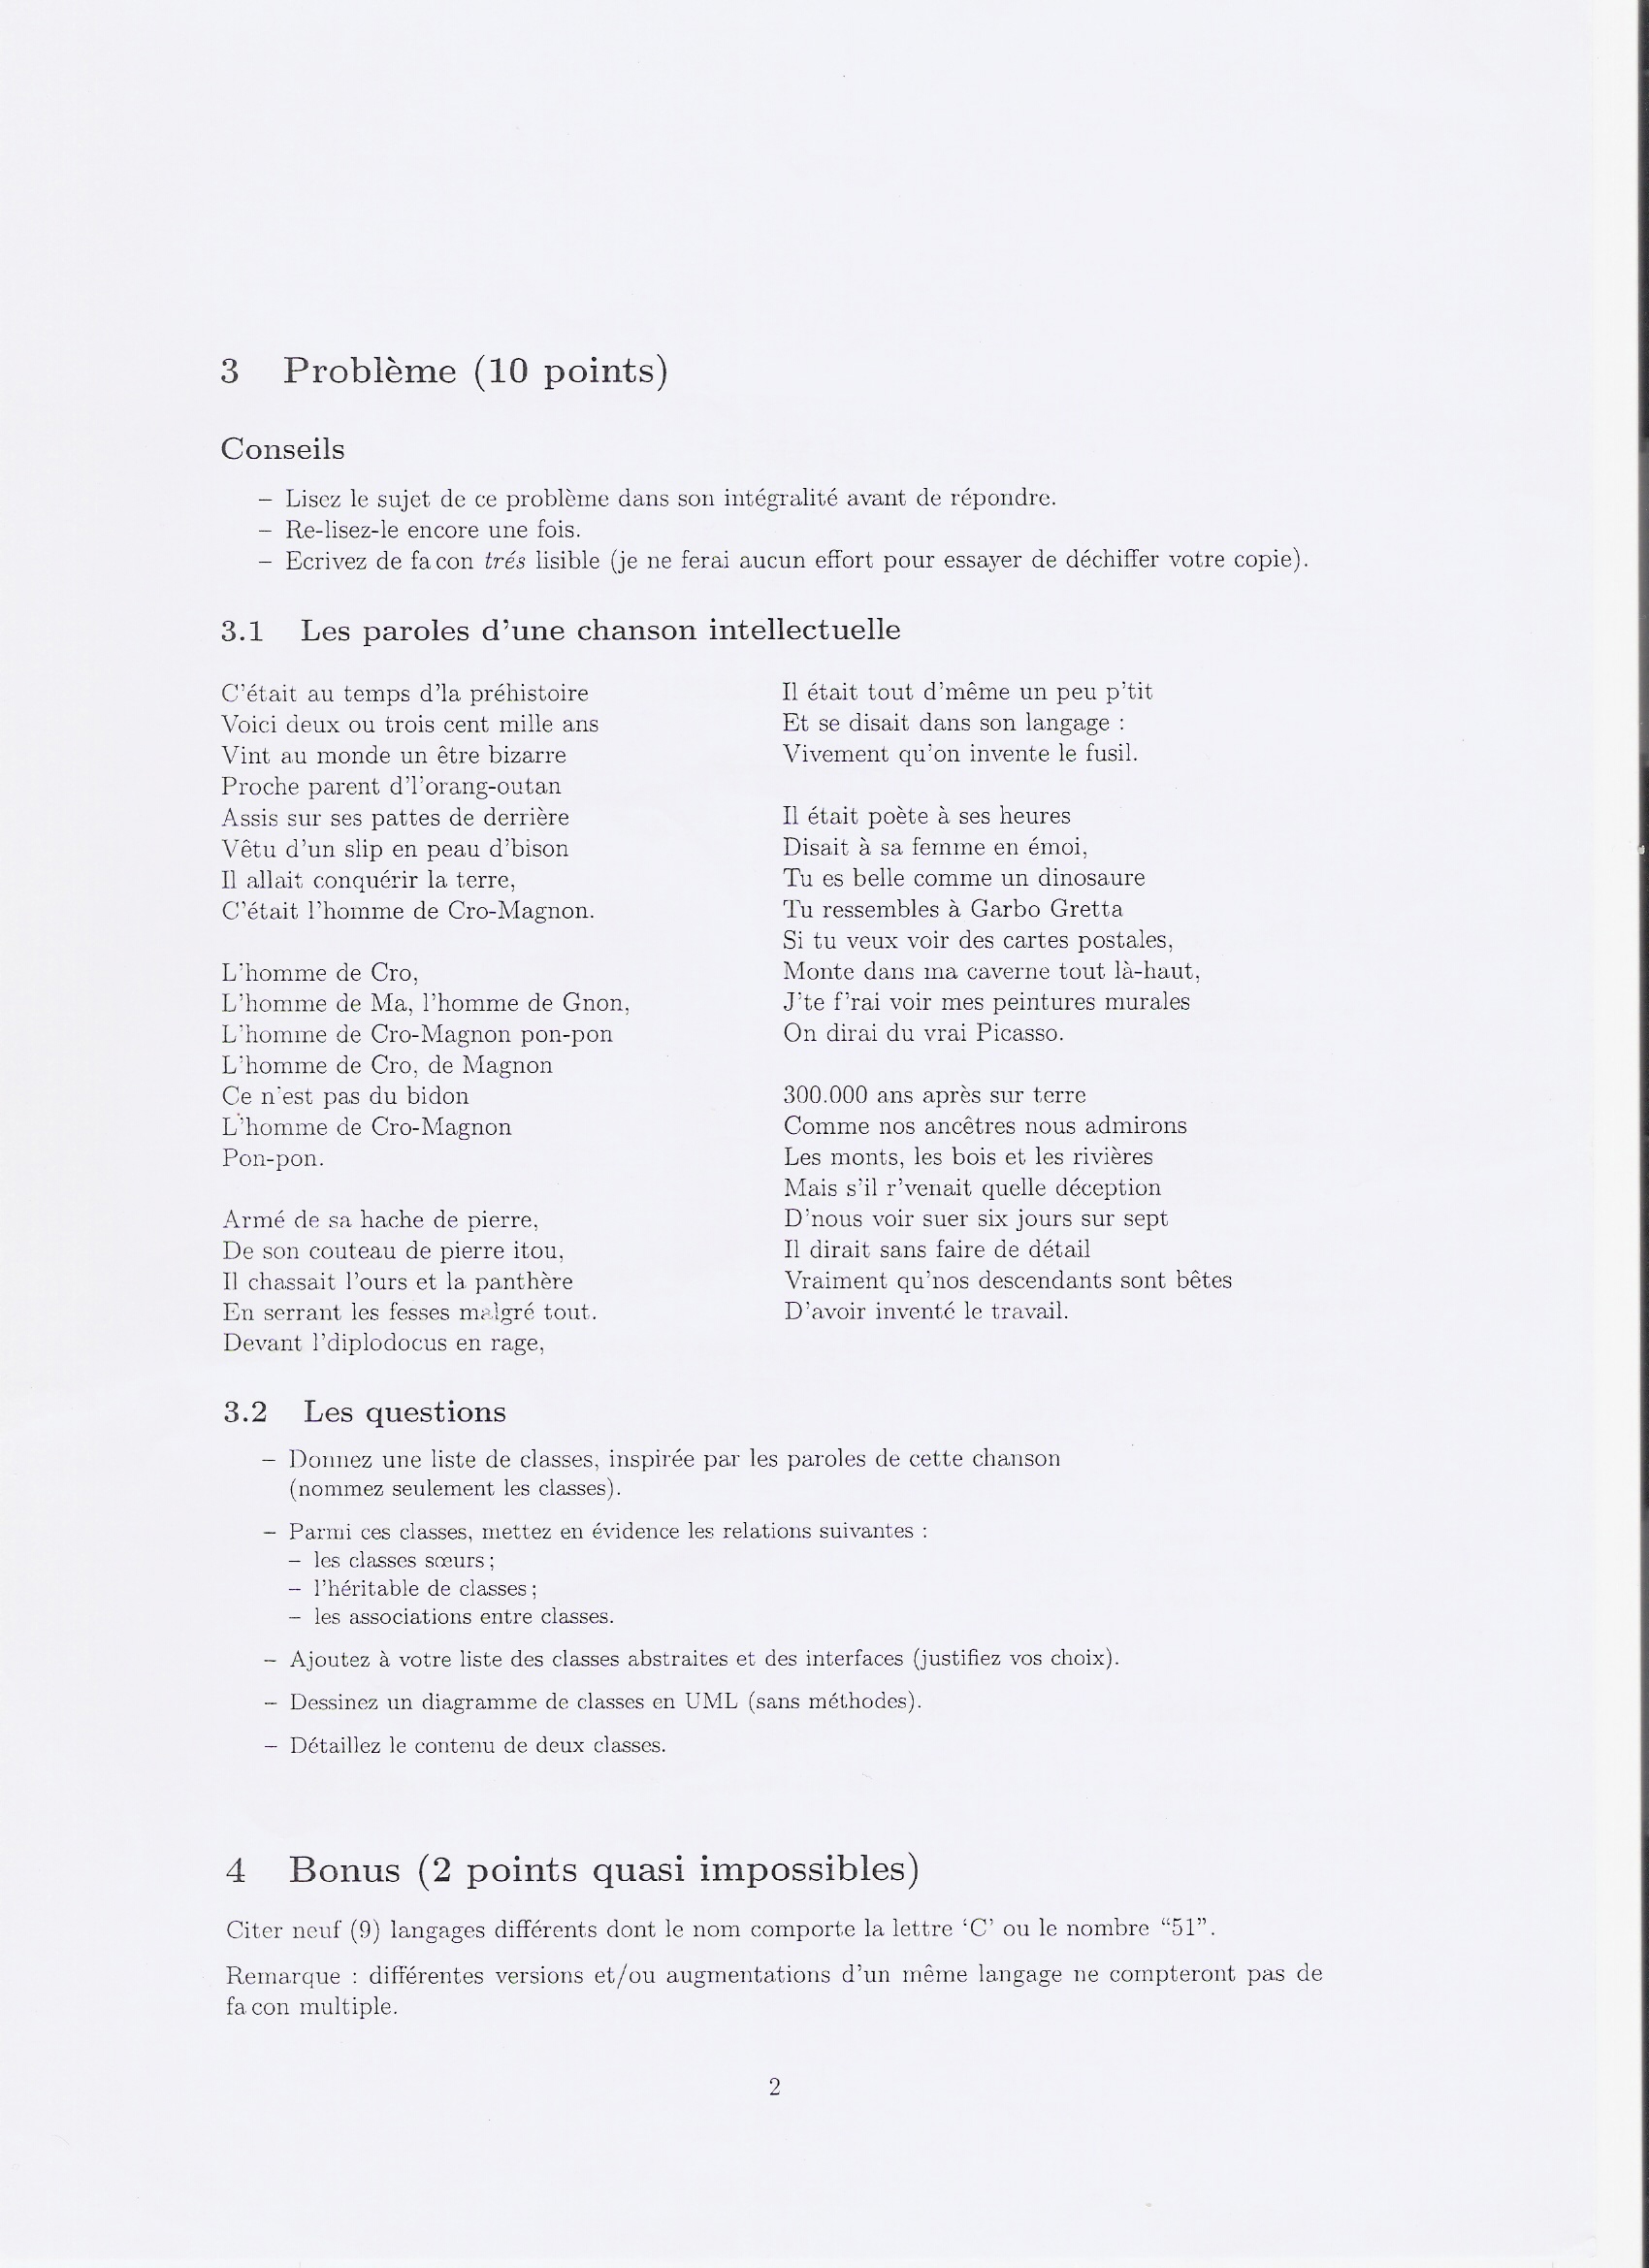 3 Problème (10 points)
Conseils
– Lisez le sujet de ce problème dans son intégralité avant de répondre.
– Re-lisez-le encore une fois.
– Ecrivez de fa con trés lisible (je ne ferai aucun effort pour essayer de déchiffer votre copie).
3.1 Les paroles d'une chanson intellectuelle
C'était au temps d'la préhistoire
Voici deux ou trois cent mille ans
Vint au monde un être bizarre
Proche parent d'l'orang-outan
Assis sur ses pattes de derrière
Vêtu d'un slip en peau d'bison
Il allait conquérir la terre,
C'était l'homme de Cro-Magnon.
L'homme de Cro,
L'homme de Ma, l'homme de Gnon,
L'homme de Cro-Magnon pon-pon
L'homme de Cro, de Magnon
Ce n'est pas du bidon
L'homme de Cro-Magnon
Pon-pon.
Armé de sa hache de pierre,
De son couteau de pierre itou,
Il chassait l'ours et la panthère
En serrant les fesses malgré tout.
Devant l'diplodocus en rage,
Il était tout d'même un peu p'tit
Et se disait dans son langage :
Vivement qu'on invente le fusil.
Il était poète à ses heures
Disait à sa femme en émoi,
Tu es belle comme un dinosaure
Tu ressembles à Garbo Gretta
Si tu veux voir des cartes postales,
Monte dans ma caverne tout là-haut,
J'te f'rai voir mes peintures murales
On dirai du vrai Picasso.
300.000 ans après sur terre
Comme nos ancêtres nous admirons
Les monts, les bois et les rivières
Mais s'il r'venait quelle déception
D'nous voir suer six jours sur sept
Il dirait sans faire de détail
Vraiment qu'nos descendants sont bêtes
D'avoir inventé le travail.
3.2 Les questions
– Donnez une liste de classes, inspirée par les paroles de cette chanson
(nommez seulement les classes).
– Parmi ces classes, mettez en évidence les relations suivantes :
– les classes sœurs ;
– l'héritable de classes ;
– les associations entre classes.
– Ajoutez à votre liste des classes abstraites et des interfaces (justifiez vos choix).
– Dessinez un diagramme de classes en UML (sans méthodes).
– Détaillez le contenu de deux classes.
4 Bonus (2 points quasi impossibles)
Citer neuf (9) langages différents dont le nom comporte la lettre ‘C’ ou le nombre “51”.
Remarque : différentes versions et/ou augmentations d'un même langage ne compteront pas de
fa con multiple.
2